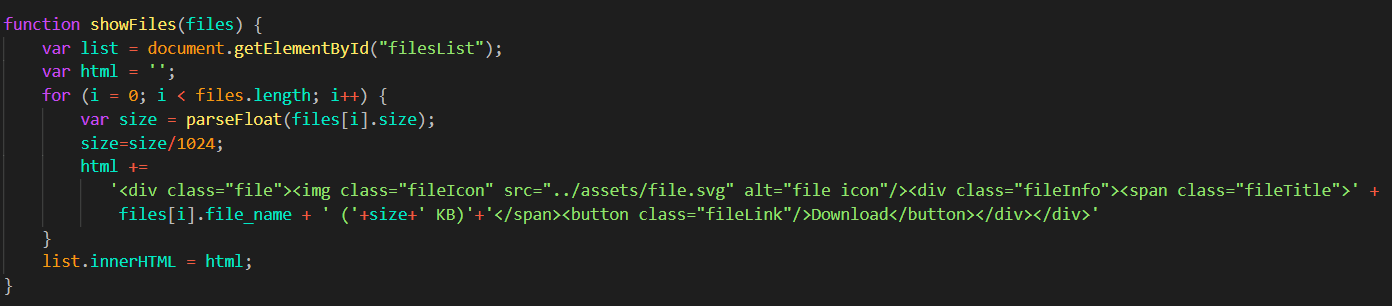 function showFiles(files) {
    var list = document.getElementById("filesList");
    var html = '';
    for (i = 0; i < files.length; i++) {
        var size = parseFloat(files[i].size);
        size=size/1024;
        html +=
           '<div class="file"><img class="fileIcon" src="../assets/file.svg" alt="file icon"/><div class="fileInfo"><span class="fileTitle">' +
            files[i].file_name + ' ('+size+' KB)'+'</span><button class="fileLink"/>Download</button></div></div>'
    }
    list.innerHTML = html;
}